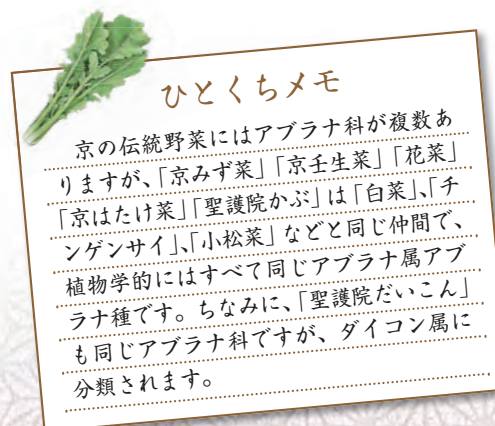 ひとくちメモ
京の伝統野菜にはアブラナ科が複数あ
りますが、「京みず菜」「京壬生菜」「花菜」
「京はたけ菜」「聖護院かぶ」は「白菜」、「チ
ンゲンサイ」、「小松菜」などと同じ仲間で、
植物学的にはすべて同じアブラナ属アブ
ラナ種です。ちなみに、「聖護院だいこん」
も同じアブラナ科ですが、ダイコン属に
分類されます。